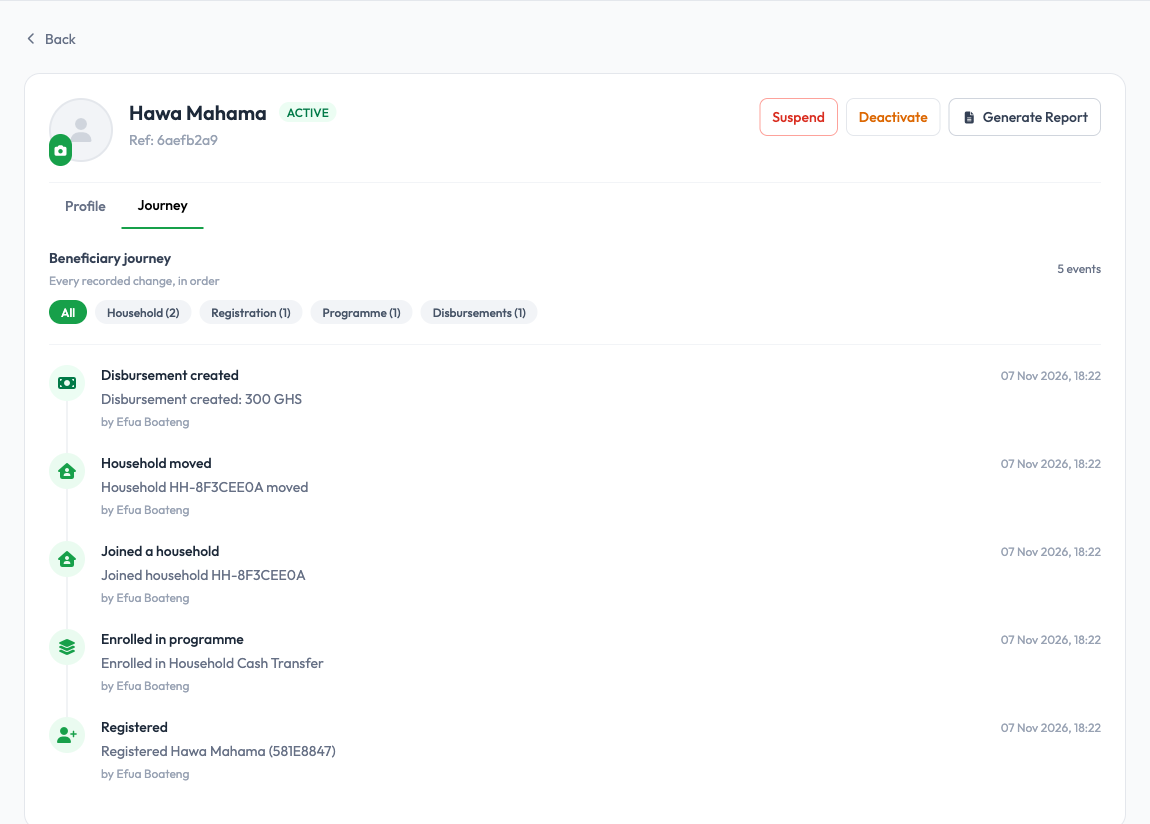 Back
Hawa Mahama ACTIVE
Ref: 6aefb2a9
Suspend Deactivate Generate Report
Profile Journey
Beneficiary journey
Every recorded change, in order
5 events
All Household (2) Registration (1) Programme (1) Disbursements (1)
Disbursement created 07 Nov 2026, 18:22
Disbursement created: 300 GHS
by Efua Boateng
Household moved 07 Nov 2026, 18:22
Household HH-8F3CEE0A moved
by Efua Boateng
Joined a household 07 Nov 2026, 18:22
Joined household HH-8F3CEE0A
by Efua Boateng
Enrolled in programme 07 Nov 2026, 18:22
Enrolled in Household Cash Transfer
by Efua Boateng
Registered 07 Nov 2026, 18:22
Registered Hawa Mahama (581E8847)
by Efua Boateng